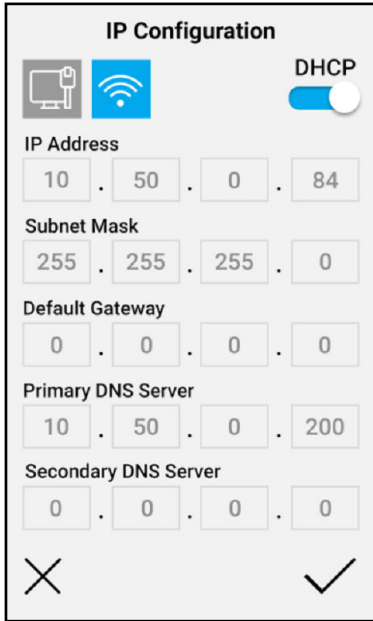 IP Configuration
DHCP
IP Address
10 . 50 . 0 . 84
Subnet Mask
255 . 255 . 255 . 0
Default Gateway
0 . 0 . 0 . 0
Primary DNS Server
10 . 50 . 0 . 200
Secondary DNS Server
0 . 0 . 0 . 0